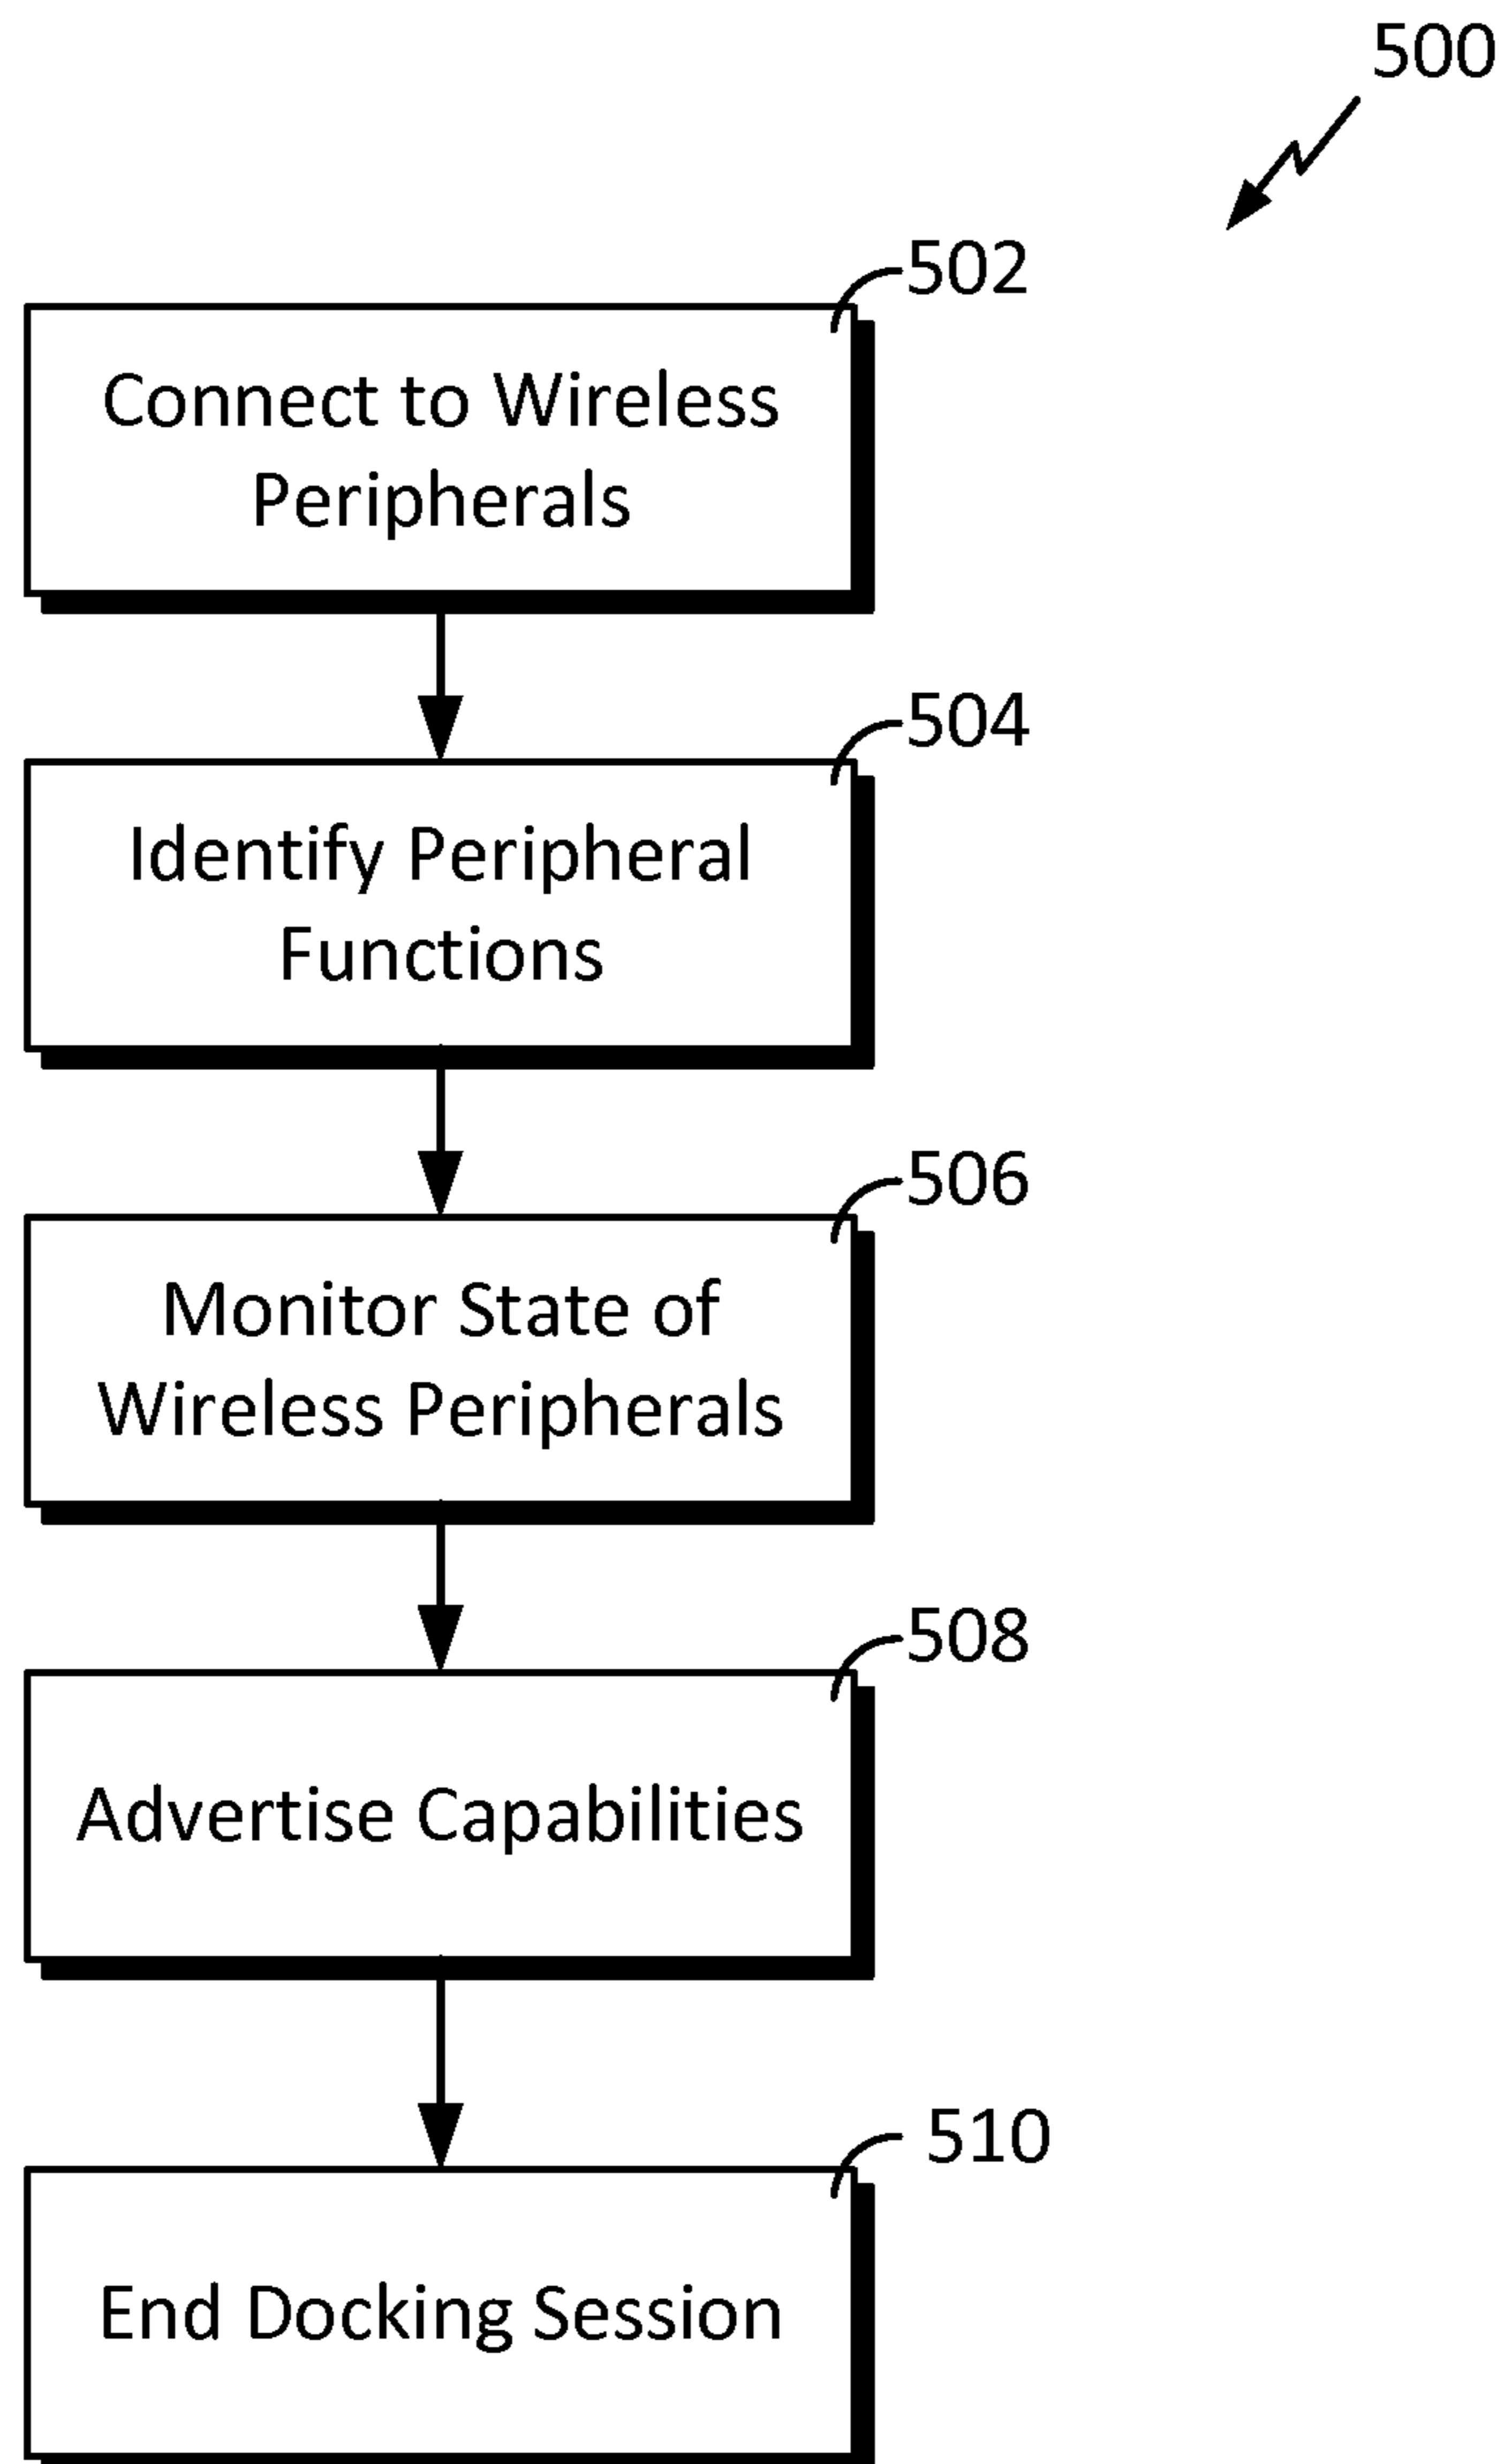 500
502
Connect to Wireless
Peripherals
504
Identify Peripheral
Functions
506
Monitor State of
Wireless Peripherals
508
Advertise Capabilities
510
End Docking Session